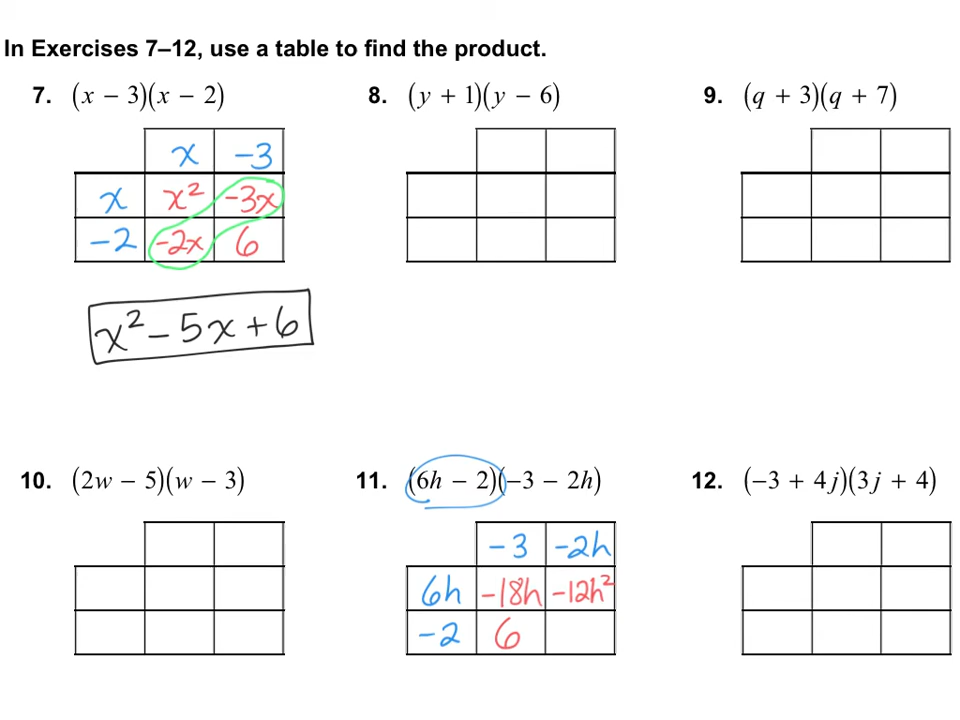 In Exercises 7–12, use a table to find the product.
7. (x − 3)(x − 2)
8. (y + 1)(y − 6)
9. (q + 3)(q + 7)
x −3
x x² −3x
−2 −2x 6
x² − 5x + 6
10. (2w − 5)(w − 3)
11. (6h − 2)(−3 − 2h)
12. (−3 + 4j)(3j + 4)
−3 −2h
6h −18h −12h²
−2 6